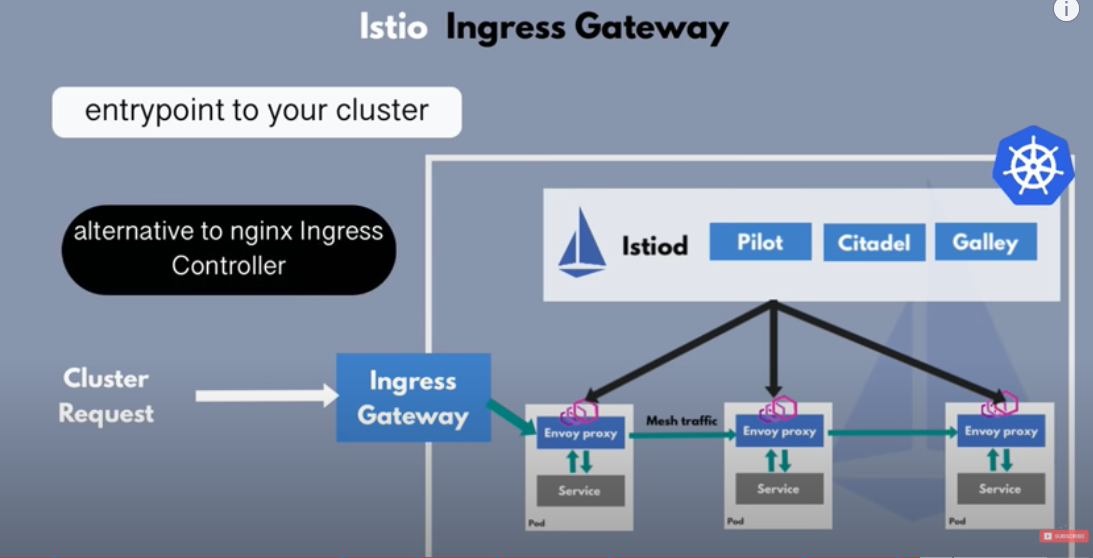 Istio Ingress Gateway
i
entrypoint to your cluster
alternative to nginx Ingress
Controller
Istiod
Pilot
Citadel
Galley
Cluster
Request
Ingress
Gateway
Envoy proxy
Mesh traffic
Envoy proxy
Envoy proxy
Service
Service
Service
Pod
Pod
Pod
SUBSCRIBE